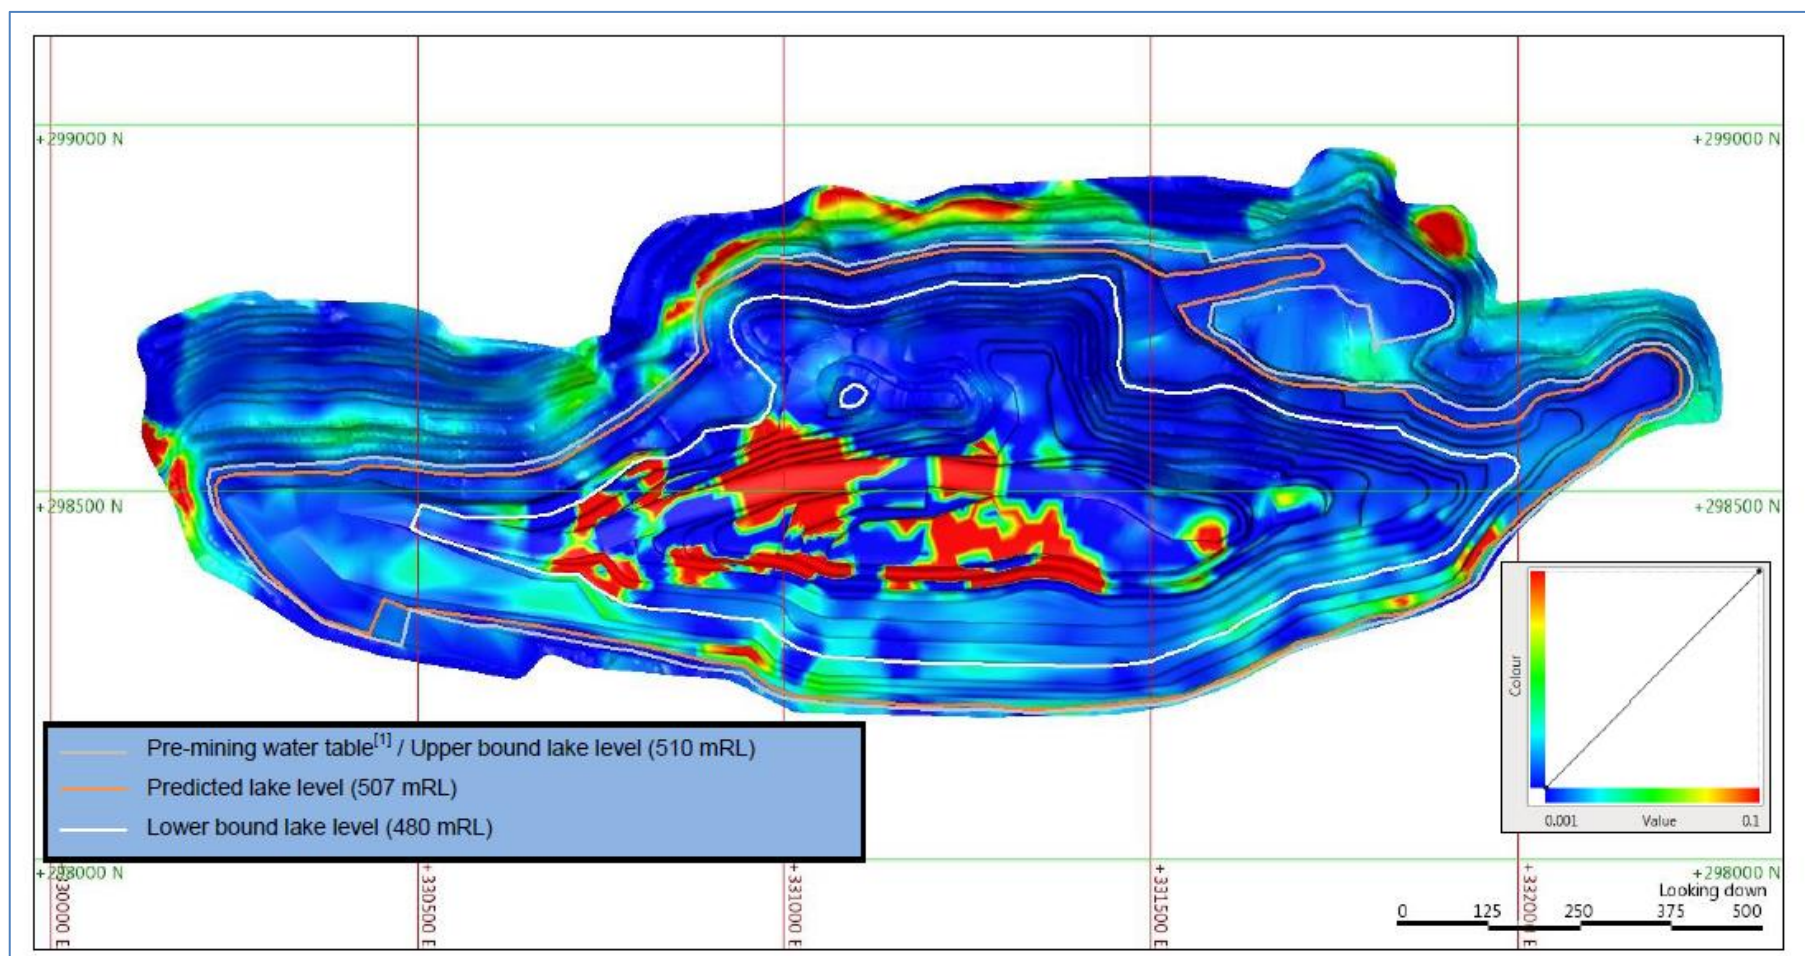 +299000 N
+299000 N
+298500 N
+298500 N
Pre-mining water table[1] / Upper bound lake level (510 mRL)
Predicted lake level (507 mRL)
Lower bound lake level (480 mRL)
Colour
0.001 Value 0.1
+298000 N
+298000 N
+330000 E
+330500 E
+331000 E
+331500 E
+332000 E
Looking down
0 125 250 375 500